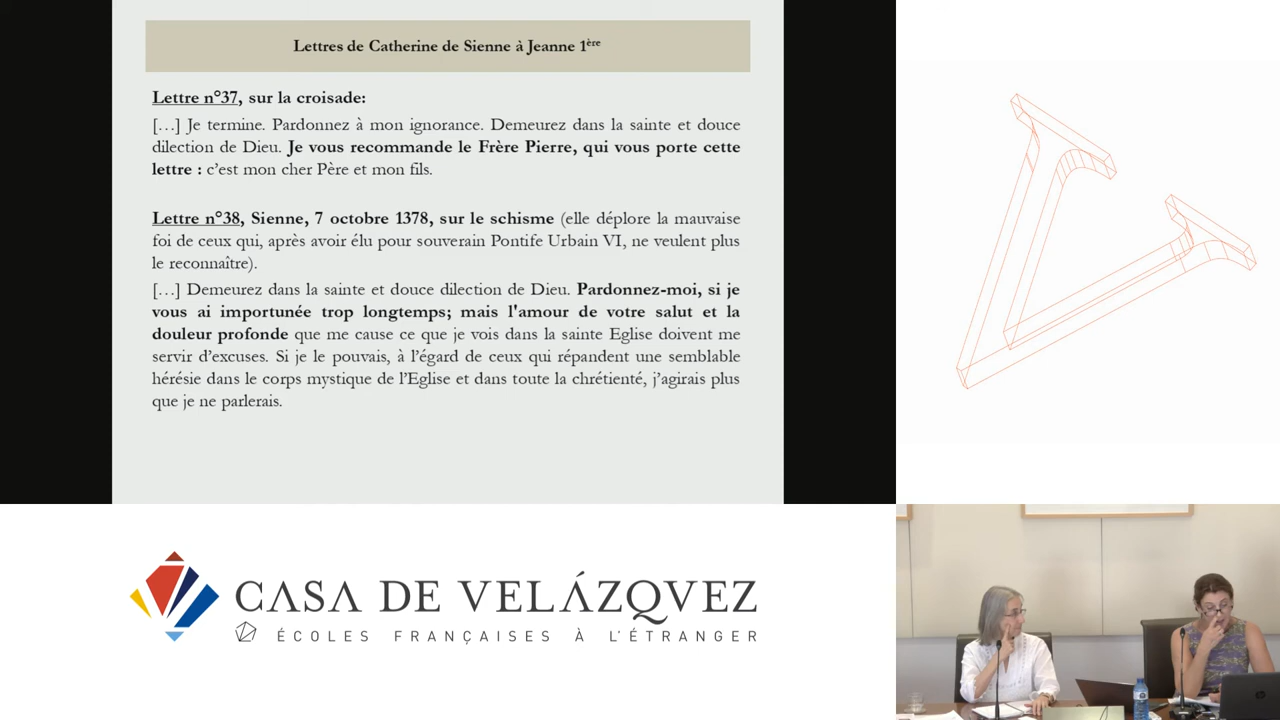 Lettres de Catherine de Sienne à Jeanne 1ère
Lettre n°37, sur la croisade:
[…] Je termine. Pardonnez à mon ignorance. Demeurez dans la sainte et douce
dilection de Dieu. Je vous recommande le Frère Pierre, qui vous porte cette
lettre : c’est mon cher Père et mon fils.
Lettre n°38, Sienne, 7 octobre 1378, sur le schisme (elle déplore la mauvaise
foi de ceux qui, après avoir élu pour souverain Pontife Urbain VI, ne veulent plus
le reconnaître).
[…] Demeurez dans la sainte et douce dilection de Dieu. Pardonnez-moi, si je
vous ai importunée trop longtemps; mais l'amour de votre salut et la
douleur profonde que me cause ce que je vois dans la sainte Eglise doivent me
servir d’excuses. Si je le pouvais, à l’égard de ceux qui répandent une semblable
hérésie dans le corps mystique de l’Eglise et dans toute la chrétienté, j’agirais plus
que je ne parlerais.
CASA DE VELÁZQVEZ
ÉCOLES FRANÇAISES À L'ÉTRANGER